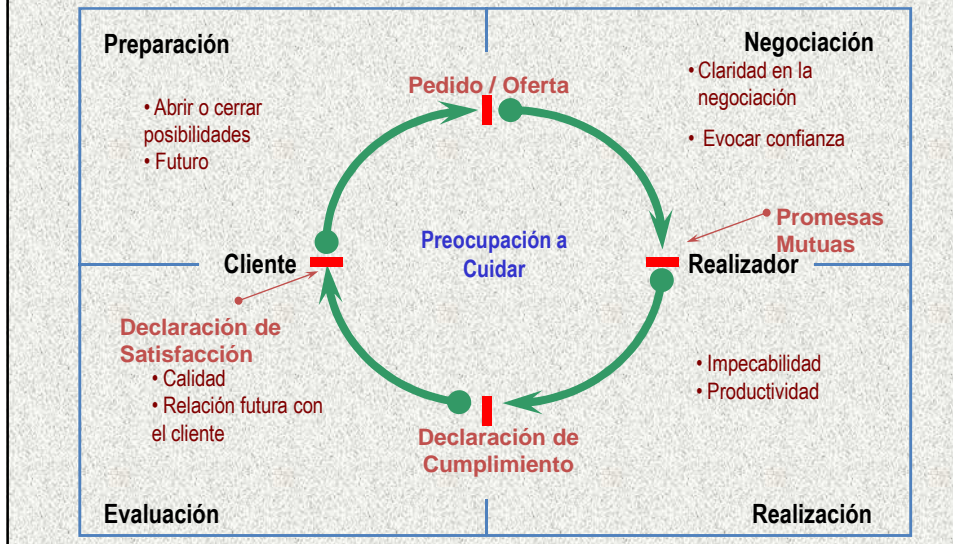 Preparación
• Abrir o cerrar
posibilidades
• Futuro
Pedido / Oferta
Negociación
• Claridad en la
negociación
• Evocar confianza
Promesas
Mutuas
Preocupación a
Cuidar
Cliente
Realizador
Declaración de
Satisfacción
• Calidad
• Relación futura con
el cliente
• Impecabilidad
• Productividad
Declaración de
Cumplimiento
Evaluación
Realización